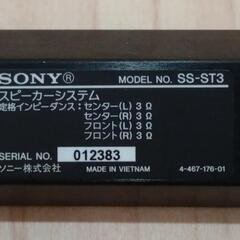 SONY® MODEL NO. SS-ST3
スピーカーシステム
定格インピーダンス: センター(L) 3 Ω
センター(R) 3 Ω
フロント(L) 3 Ω
フロント(R) 3 Ω
SERIAL NO. 012383
ソニー株式会社 MADE IN VIETNAM 4-467-176-01